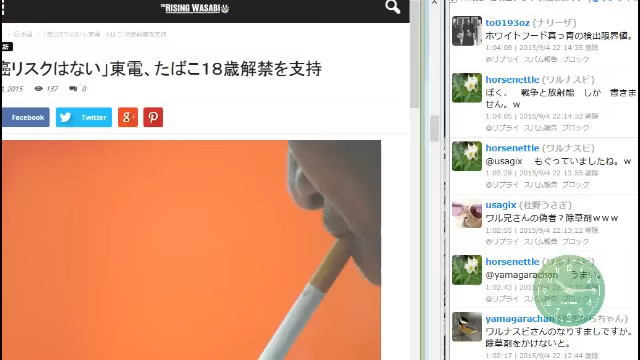 THE RISING WASABI
癌リスクはない」東電、たばこ18歳解禁を支持
2015 137 0
Facebook
Twitter
to0193oz (ナリーザ)
ホワイトフード真っ青の検出限界値。
1:04:08 | 2015/9/4 22:14:35 削除
@リプライ スパム報告 ブロック
horsenettle (ワルナスビ)
ぼく、 戦争と放射能 しか 書きま
せん。w
1:04:05 | 2015/9/4 22:14:32 削除
@リプライ スパム報告 ブロック
horsenettle (ワルナスビ)
@usagix もぐっていましたね。w
1:03:28 | 2015/9/4 22:13:55 削除
@リプライ スパム報告 ブロック
usagix (杜野うさぎ)
ワル兄さんの偽者?除草剤www
1:02:55 | 2015/9/4 22:13:22 削除
@リプライ スパム報告 ブロック
horsenettle
@yamagarachan うまい。
1:02:43 | 2015/9/4 22:13:10 削除
@リプライ スパム報告 ブロック
yamagarachan
ワルナスビさんのなりすましですか。
除草剤をかけないと。
1:02:17 | 2015/9/4 22:12:44 削除